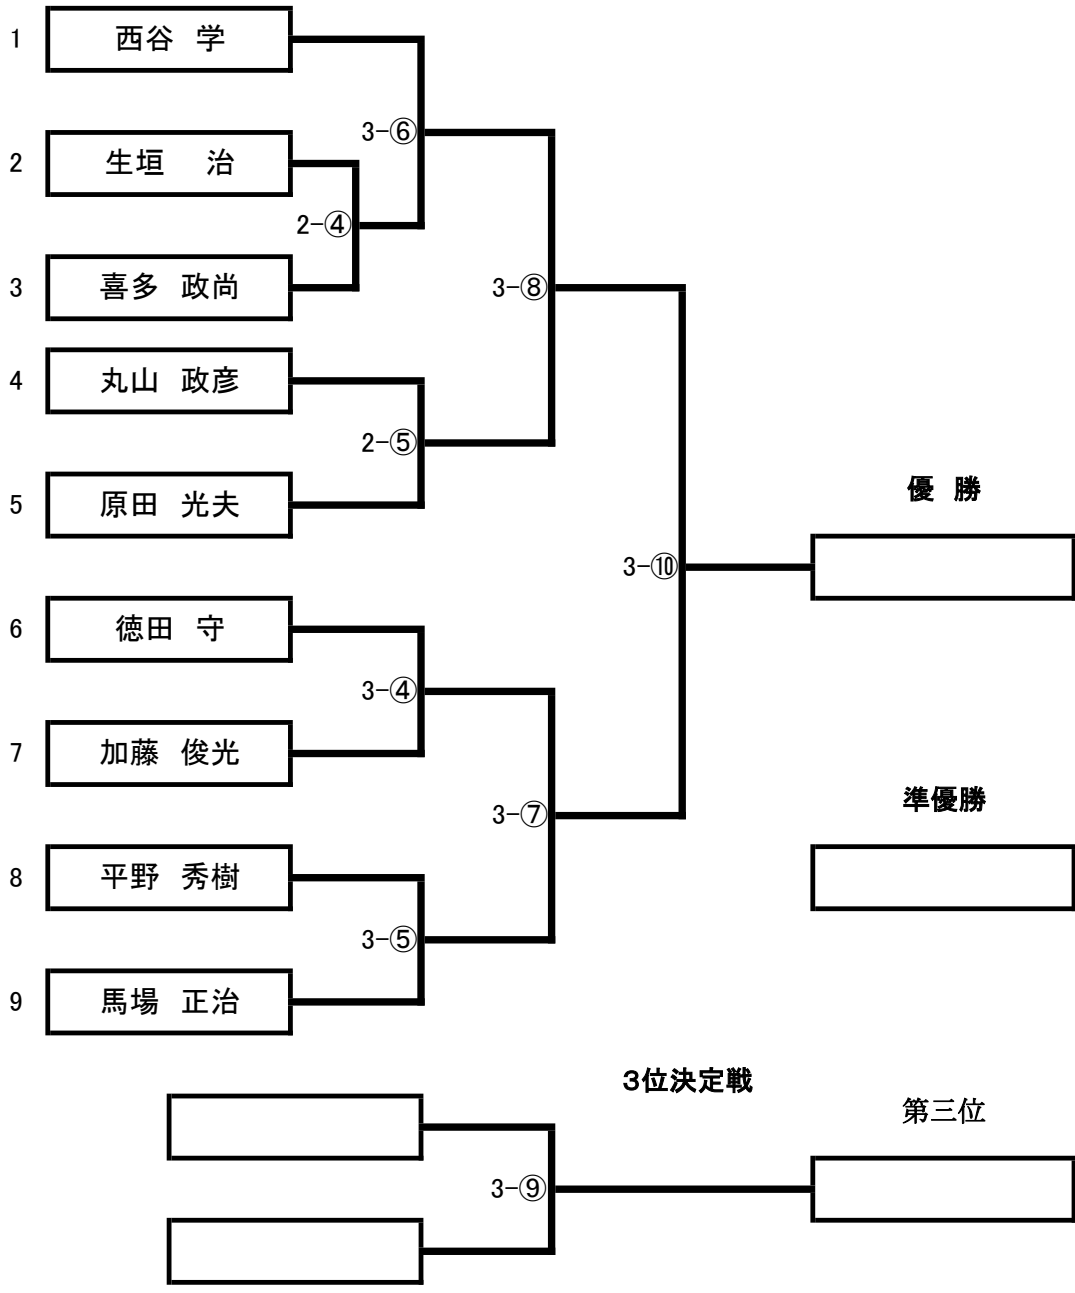 1 西谷 学
3-⑥
2 生垣 治
2-④
3 喜多 政尚
3-⑧
4 丸山 政彦
2-⑤
5 原田 光夫
優 勝
3-⑩
6 徳田 守
3-④
7 加藤 俊光
準優勝
3-⑦
8 平野 秀樹
3-⑤
9 馬場 正治
３位決定戦
第三位
3-⑨